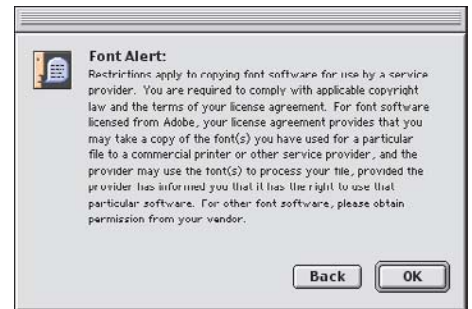 Font Alert:
Restrictions apply to copying font software for use by a service
provider. You are required to comply with applicable copyright
law and the terms of your license agreement. For font software
licensed from Adobe, your license agreement provides that you
may take a copy of the font(s) you have used for a particular
file to a commercial printer or other service provider, and the
provider may use the font(s) to process your file, provided the
provider has informed you that it has the right to use that
particular software. For other font software, please obtain
permission from your vendor.
Back
OK